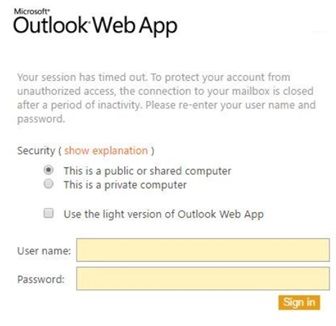 Microsoft®
Outlook Web App
Your session has timed out. To protect your account from
unauthorized access, the connection to your mailbox is closed
after a period of inactivity. Please re-enter your user name and
password.
Security ( show explanation )
This is a public or shared computer
This is a private computer
Use the light version of Outlook Web App
User name:
Password:
Sign in